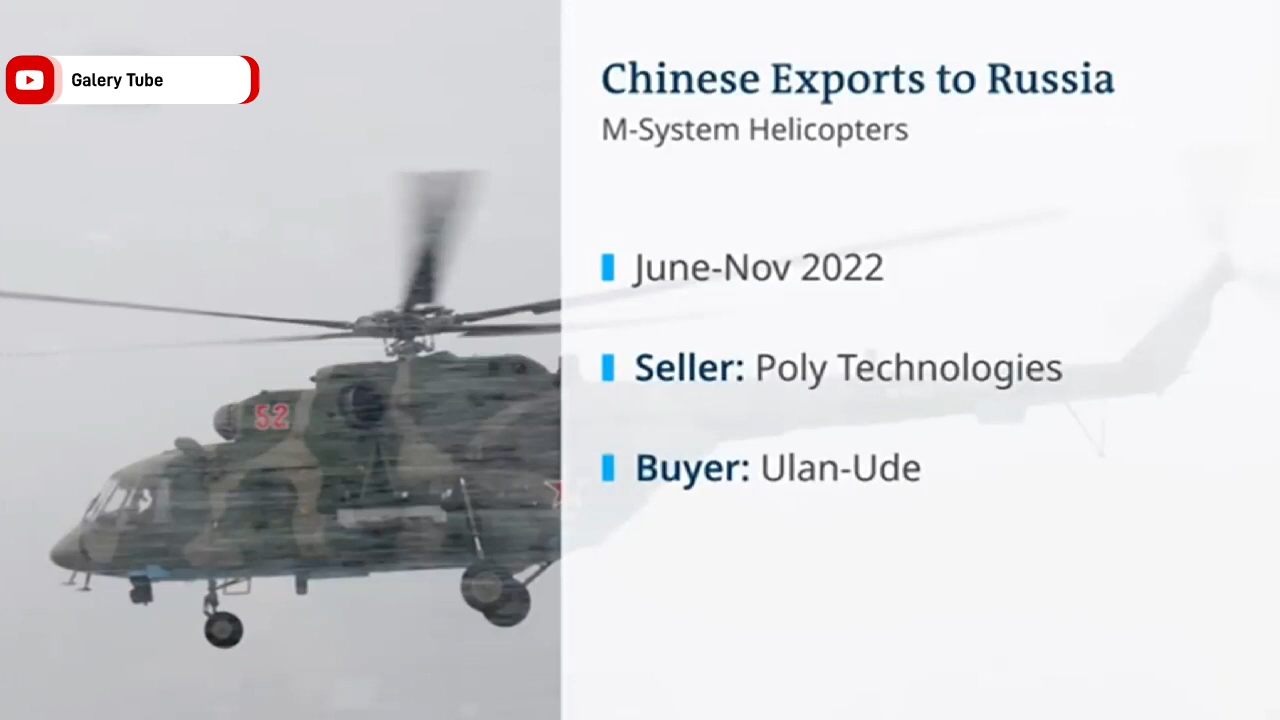 Galery Tube
Chinese Exports to Russia
M-System Helicopters
June-Nov 2022
Seller: Poly Technologies
Buyer: Ulan-Ude
52